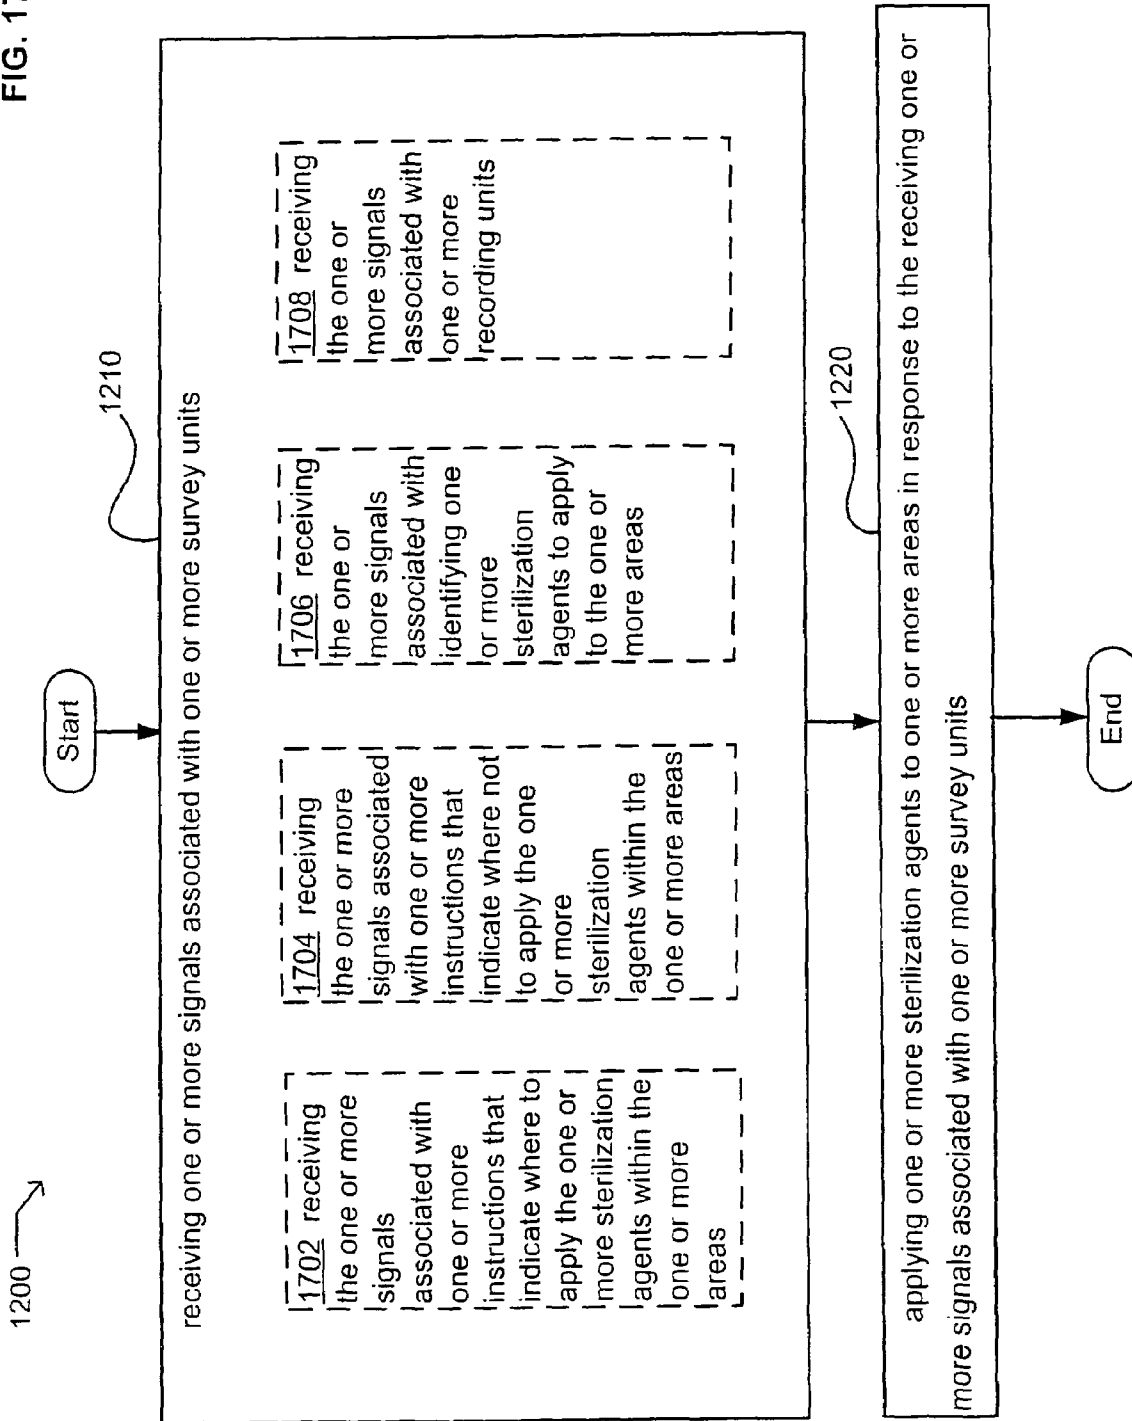 FIG. 17
1200
Start
1210
receiving one or more signals associated with one or more survey units
1702 receiving
the one or more
signals
associated with
one or more
instructions that
indicate where to
apply the one or
more sterilization
agents within the
one or more
areas
1704 receiving
the one or more
signals associated
with one or more
instructions that
indicate where not
to apply the one
or more
sterilization
agents within the
one or more areas
1706 receiving
the one or
more signals
associated with
identifying one
or more
sterilization
agents to apply
to the one or
more areas
1708 receiving
the one or
more signals
associated with
one or more
recording units
1220
applying one or more sterilization agents to one or more areas in response to the receiving one or
more signals associated with one or more survey units
End